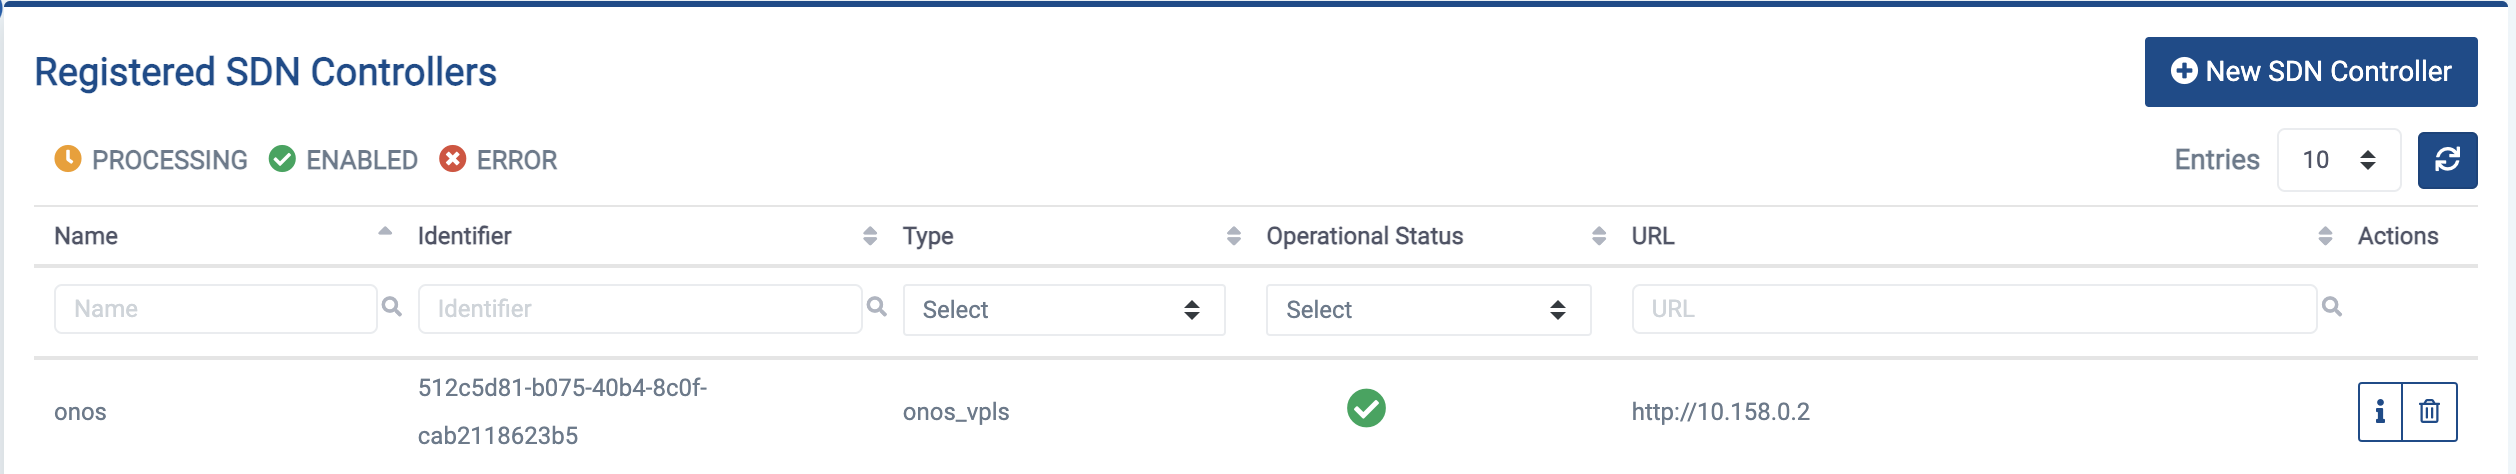 Registered SDN Controllers
New SDN Controller
PROCESSING ENABLED ERROR
Entries 10
Name Identifier Type Operational Status URL Actions
Name Identifier Select Select URL
onos 512c5d81-b075-40b4-8c0f- onos_vpls http://10.158.0.2
cab2118623b5